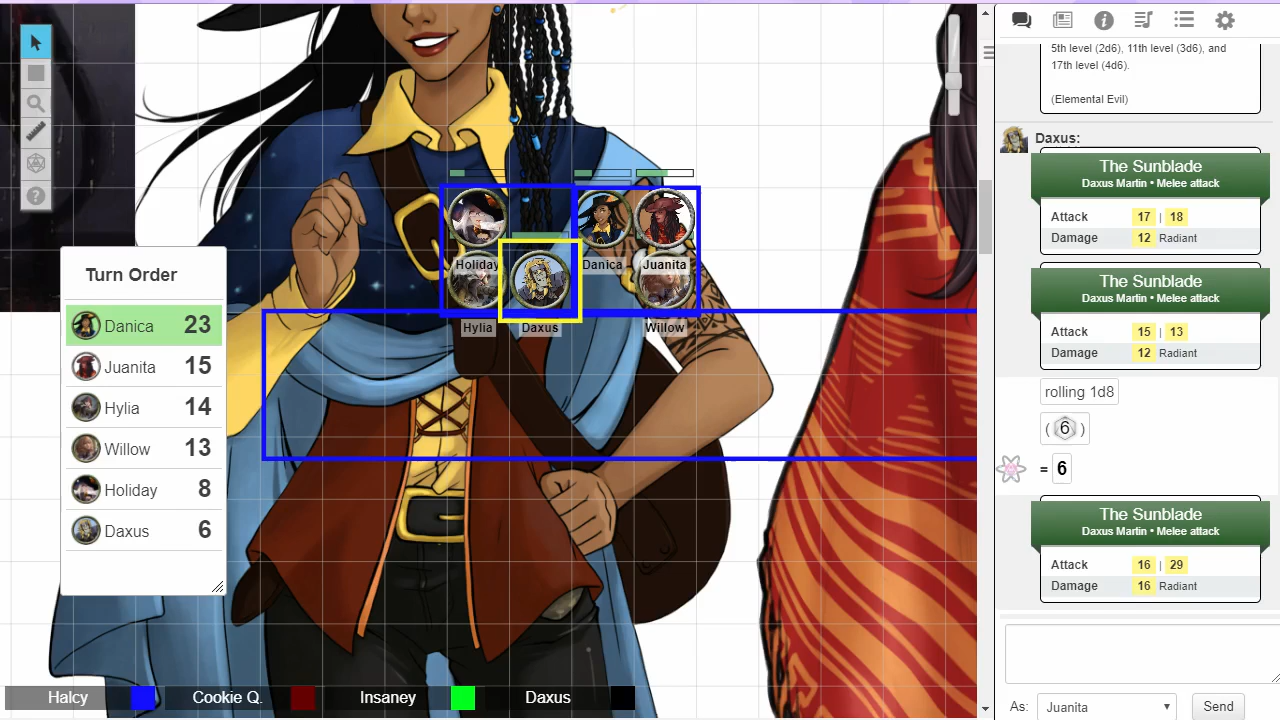 5th level (2d6), 11th level (3d6), and
17th level (4d6).
(Elemental Evil)
Daxus:
The Sunblade
Daxus Martin • Melee attack
Attack 17 | 18
Damage 12 Radiant
The Sunblade
Daxus Martin • Melee attack
Attack 15 | 13
Damage 12 Radiant
rolling 1d8
( 6 )
= 6
The Sunblade
Daxus Martin • Melee attack
Attack 16 | 29
Damage 16 Radiant
As: Juanita Send
Turn Order
Danica 23
Juanita 15
Hylia 14
Willow 13
Holiday 8
Daxus 6
Holiday Danica Juanita
Hylia Daxus Willow
Halcy Cookie Q. Insaney Daxus